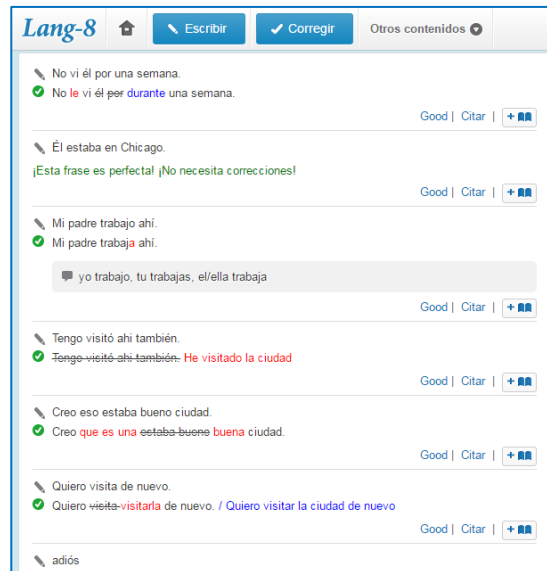 Lang-8 Escribir Corregir Otros contenidos
No vi él por una semana.
No le vi él por durante una semana.
Good | Citar | +
Él estaba en Chicago.
¡Esta frase es perfecta! ¡No necesita correcciones!
Good | Citar | +
Mi padre trabajo ahí.
Mi padre trabaja ahí.
yo trabajo, tu trabajas, el/ella trabaja
Good | Citar | +
Tengo visitó ahi también.
Tengo visitó ahi también. He visitado la ciudad
Good | Citar | +
Creo eso estaba bueno ciudad.
Creo que es una estaba bueno buena ciudad.
Good | Citar | +
Quiero visita de nuevo.
Quiero visita visitarla de nuevo. / Quiero visitar la ciudad de nuevo
Good | Citar | +
adiós